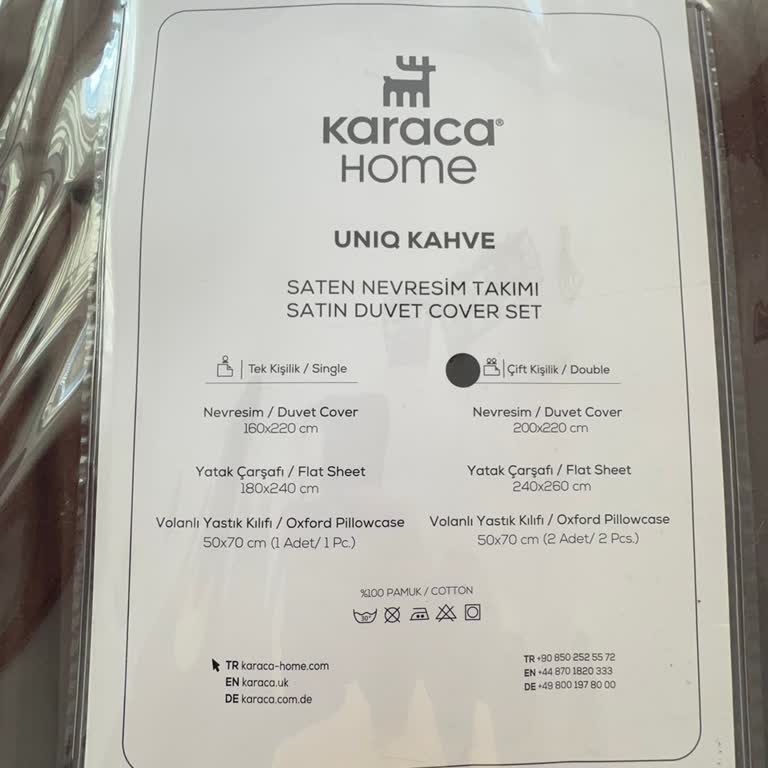 Karaca®
HOME
UNIQ KAHVE
SATEN NEVRESİM TAKIMI
SATIN DUVET COVER SET
Tek Kişilik / Single
Nevresim / Duvet Cover
160x220 cm
Yatak Çarşafı / Flat Sheet
180x240 cm
Volanlı Yastık Kılıfı / Oxford Pillowcase
50x70 cm (1 Adet/ 1 Pc.)
Çift Kişilik / Double
Nevresim / Duvet Cover
200x220 cm
Yatak Çarşafı / Flat Sheet
240x260 cm
Volanlı Yastık Kılıfı / Oxford Pillowcase
50x70 cm (2 Adet/ 2 Pcs.)
%100 PAMUK / COTTON
30°
TR karaca-home.com
EN karaca.uk
DE karaca.com.de
TR +90 850 252 55 72
EN +44 870 1820 333
DE +49 800 197 80 00